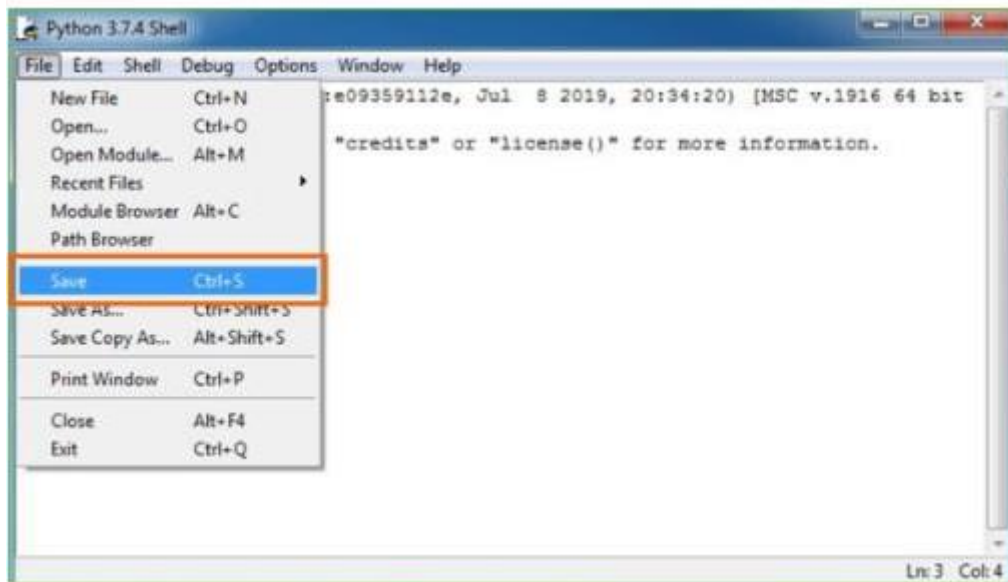 Python 3.7.4 Shell
File Edit Shell Debug Options Window Help
New File Ctrl+N
Open... Ctrl+O
Open Module... Alt+M
Recent Files
Module Browser Alt+C
Path Browser
Save Ctrl+S
Save As... Ctrl+Shift+S
Save Copy As... Alt+Shift+S
Print Window Ctrl+P
Close Alt+F4
Exit Ctrl+Q
:e09359112e, Jul 8 2019, 20:34:20) [MSC v.1916 64 bit
"credits" or "license()" for more information.
Ln: 3 Col: 4